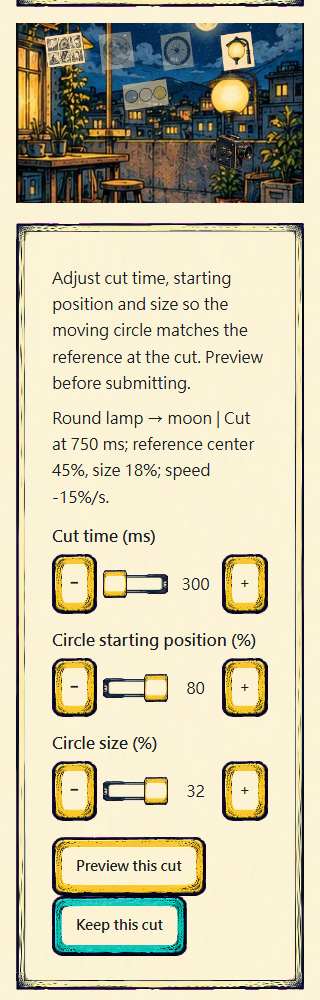 Adjust cut time, starting
position and size so the
moving circle matches the
reference at the cut. Preview
before submitting.
Round lamp → moon | Cut
at 750 ms; reference center
45%, size 18%; speed
-15%/s.
Cut time (ms)
− 300 +
Circle starting position (%)
− 80 +
Circle size (%)
− 32 +
Preview this cut
Keep this cut